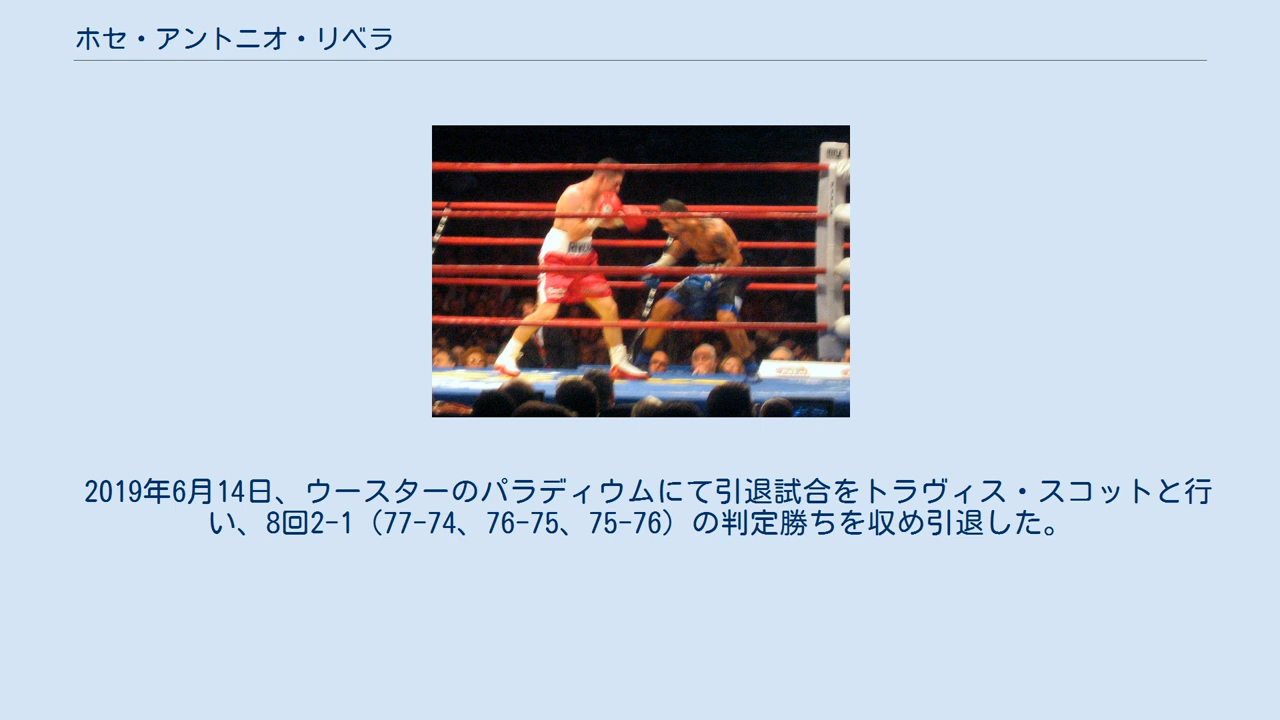 ホセ・アントニオ・リベラ
2019年6月14日、ウースターのパラディウムにて引退試合をトラヴィス・スコットと行
い、8回2-1（77-74、76-75、75-76）の判定勝ちを収め引退した。